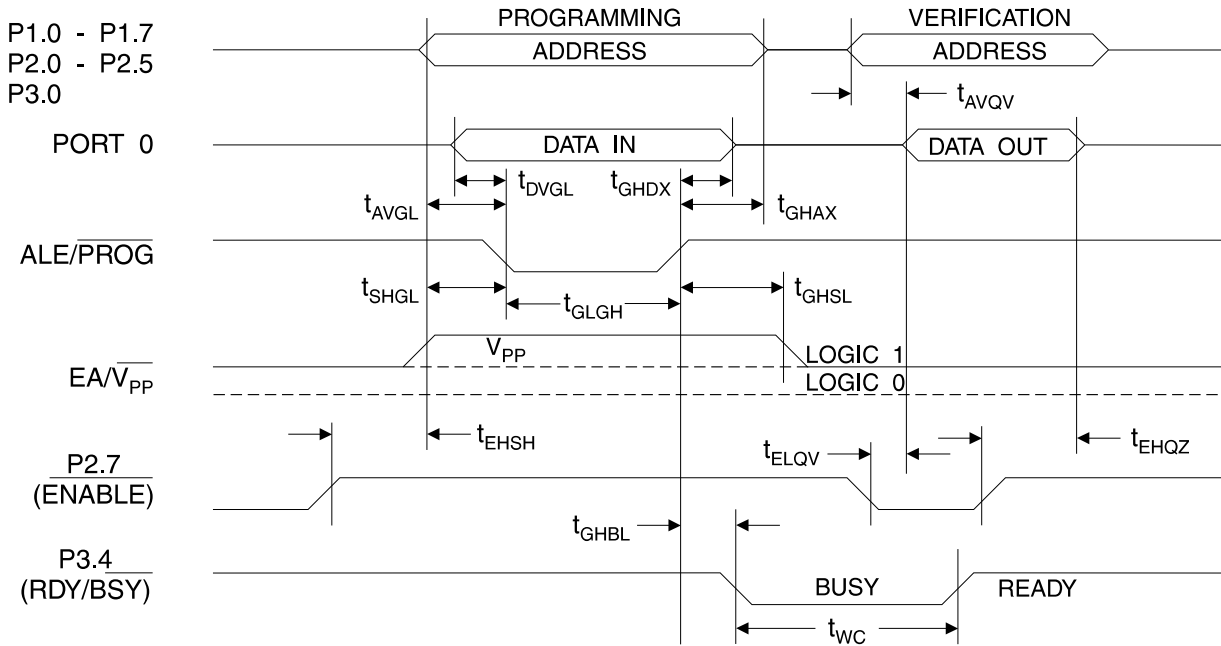 PROGRAMMING
VERIFICATION
P1.0 - P1.7
P2.0 - P2.5
P3.0
ADDRESS
ADDRESS
tAVQV
PORT 0
DATA IN
DATA OUT
tDVGL
tGHDX
tAVGL
tGHAX
ALE/PROG
tSHGL
tGLGH
tGHSL
EA/VPP
VPP
LOGIC 1
LOGIC 0
tEHSH
tELQV
tEHQZ
P2.7
(ENABLE)
tGHBL
P3.4
(RDY/BSY)
BUSY
READY
tWC